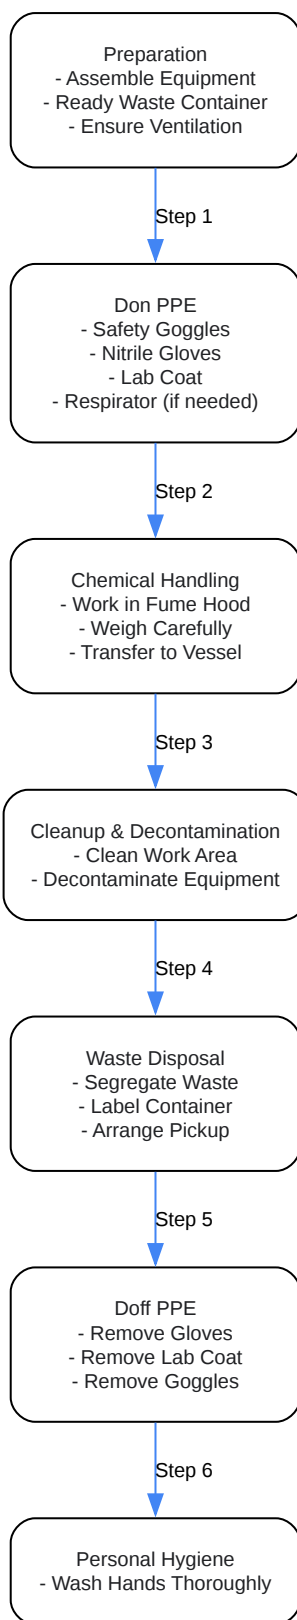 Preparation
- Assemble Equipment
- Ready Waste Container
- Ensure Ventilation
Step 1
Don PPE
- Safety Goggles
- Nitrile Gloves
- Lab Coat
- Respirator (if needed)
Step 2
Chemical Handling
- Work in Fume Hood
- Weigh Carefully
- Transfer to Vessel
Step 3
Cleanup & Decontamination
- Clean Work Area
- Decontaminate Equipment
Step 4
Waste Disposal
- Segregate Waste
- Label Container
- Arrange Pickup
Step 5
Doff PPE
- Remove Gloves
- Remove Lab Coat
- Remove Goggles
Step 6
Personal Hygiene
- Wash Hands Thoroughly